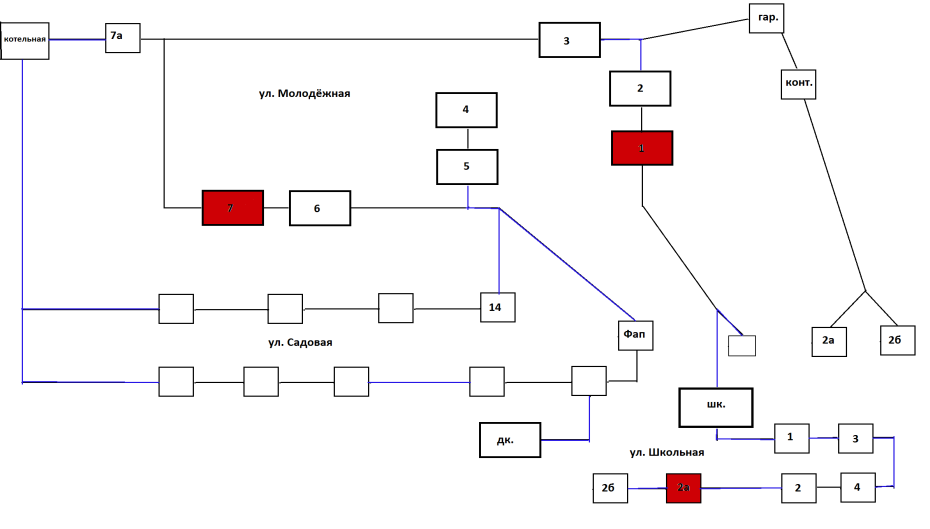 гар.
котельная
7а
3
конт.
2
ул. Молодёжная
4
1
5
7
6
14
Фап
2а
2б
ул. Садовая
шк.
дк.
1
3
ул. Школьная
2б
2а
2
4